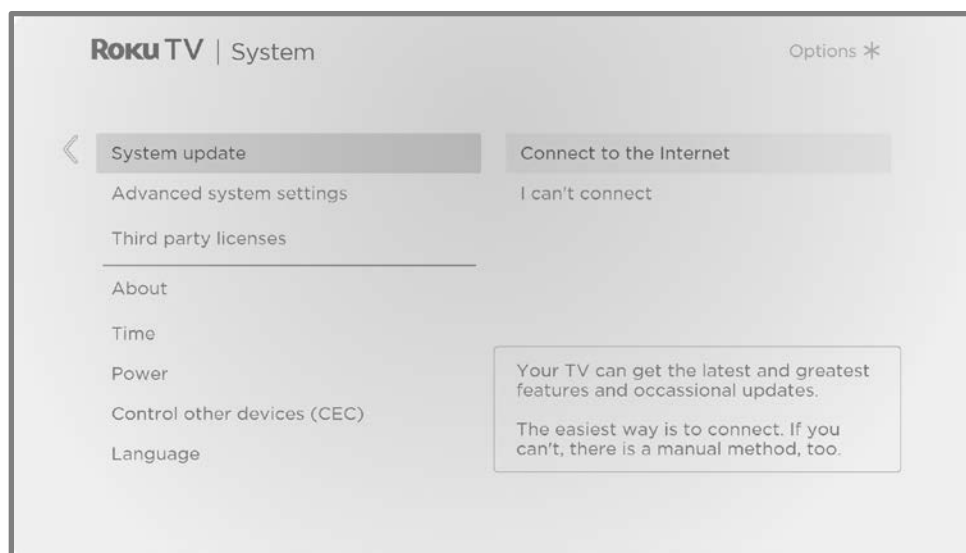 Roku TV | System
Options
System update
Advanced system settings
Third party licenses
About
Time
Power
Control other devices (CEC)
Language
Connect to the Internet
I can't connect
Your TV can get the latest and greatest
features and occassional updates.
The easiest way is to connect. If you
can't, there is a manual method, too.